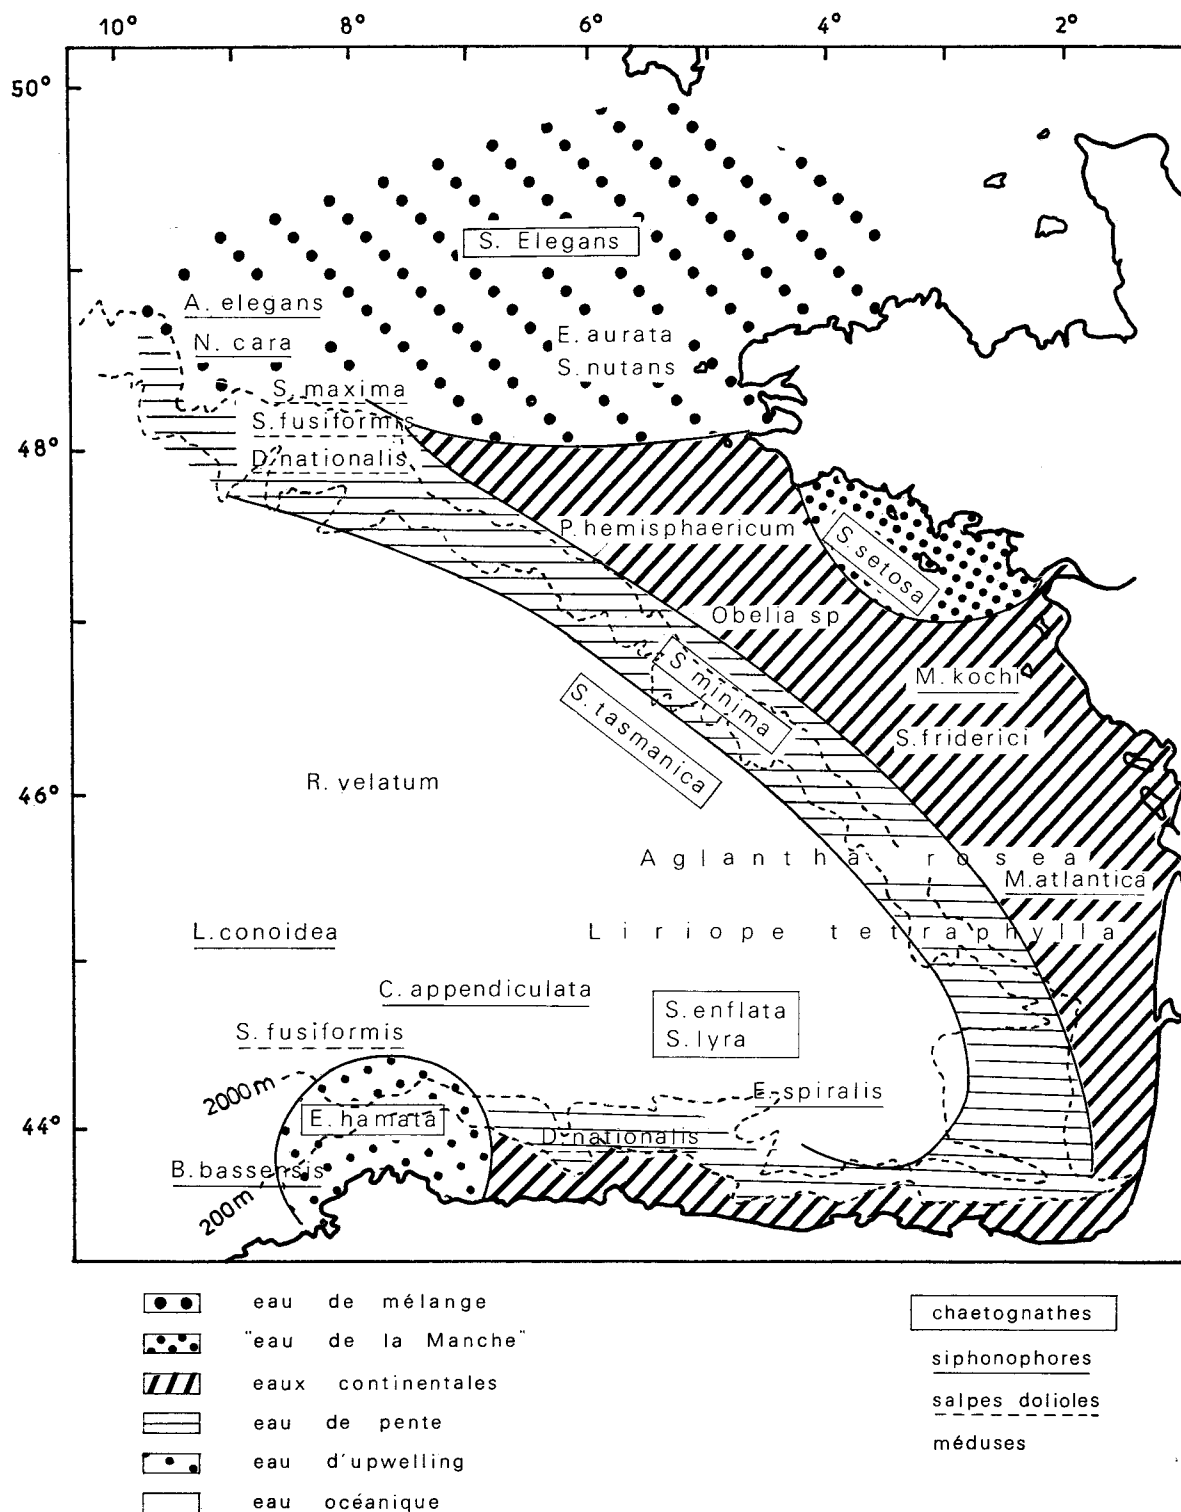 10° 8° 6° 4° 2°
50°
S. Elegans
A. elegans
N. cara
E. aurata
S. nutans
S. maxima
S. fusiformis
48°
D. nationalis
P. hemisphaericum
S. setosa
Obelia sp
S. minima
M. kochi
S. tasmanica
S. friderici
R. velatum
46°
Aglantha rosea
M. atlantica
L. conoidea
Liriope tetraphylla
C. appendiculata
S. enflata
S. lyra
S. fusiformis
2000m
E. spiralis
E. hamata
44°
D. nationalis
B. bassensis
200m
eau de mélange
"eau de la Manche"
eaux continentales
eau de pente
eau d'upwelling
eau océanique
chaetognathes
siphonophores
salpes dolioles
méduses